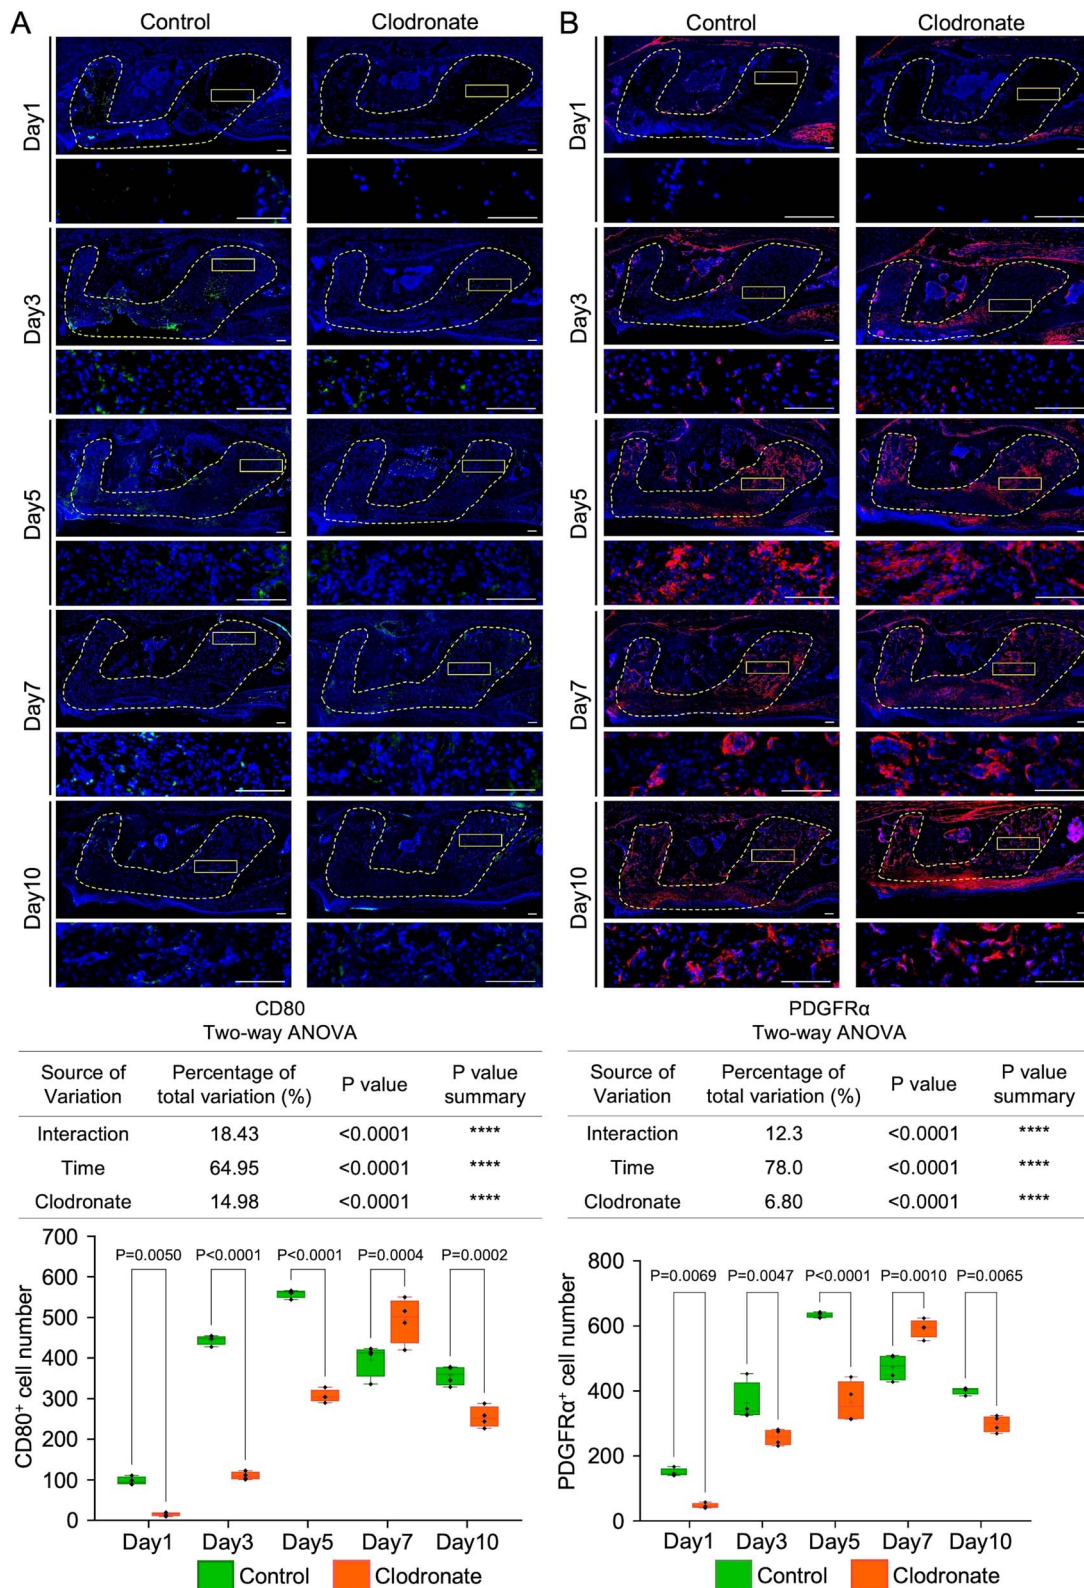 A
Control
Clodronate
Day1
Day3
Day5
Day7
Day10
B
Control
Clodronate
Day1
Day3
Day5
Day7
Day10
CD80
Two-way ANOVA
Source of Variation Percentage of total variation (%) P value P value summary
Interaction 18.43 <0.0001 ****
Time 64.95 <0.0001 ****
Clodronate 14.98 <0.0001 ****
PDGFRα
Two-way ANOVA
Source of Variation Percentage of total variation (%) P value P value summary
Interaction 12.3 <0.0001 ****
Time 78.0 <0.0001 ****
Clodronate 6.80 <0.0001 ****
CD80⁺ cell number
700
600
500
400
300
200
100
0
P=0.0050 P<0.0001 P<0.0001 P=0.0004 P=0.0002
Day1 Day3 Day5 Day7 Day10
Control Clodronate
PDGFRα⁺ cell number
800
600
400
200
0
P=0.0069 P=0.0047 P<0.0001 P=0.0010 P=0.0065
Day1 Day3 Day5 Day7 Day10
Control Clodronate